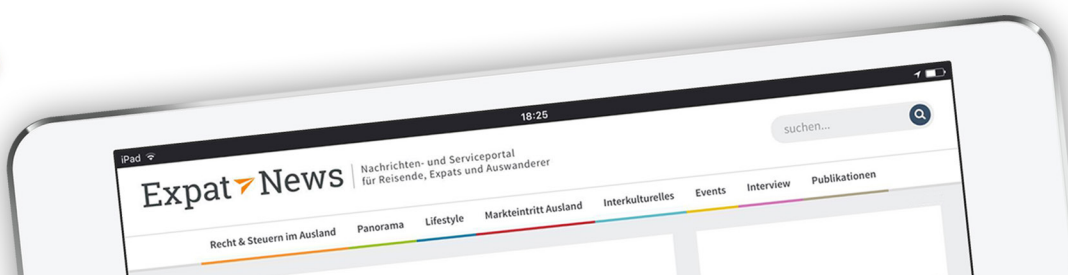 iPad 18:25
Expat News
Nachrichten- und Serviceportal
für Reisende, Expats und Auswanderer
suchen...
Recht & Steuern im Ausland Panorama Lifestyle Markteintritt Ausland Interkulturelles Events Interview Publikationen